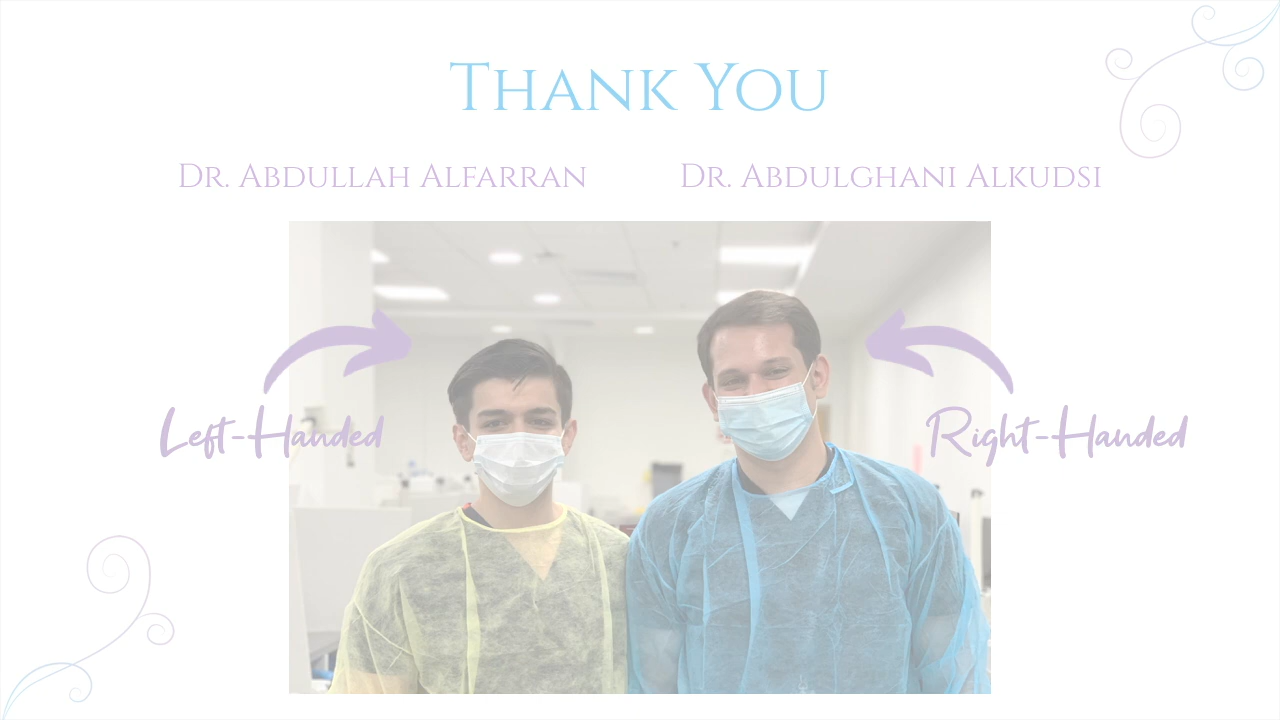 Thank You
Dr. Abdullah Alfarran
Dr. Abdulghani Alkudsi
Left-Handed
Right-Handed